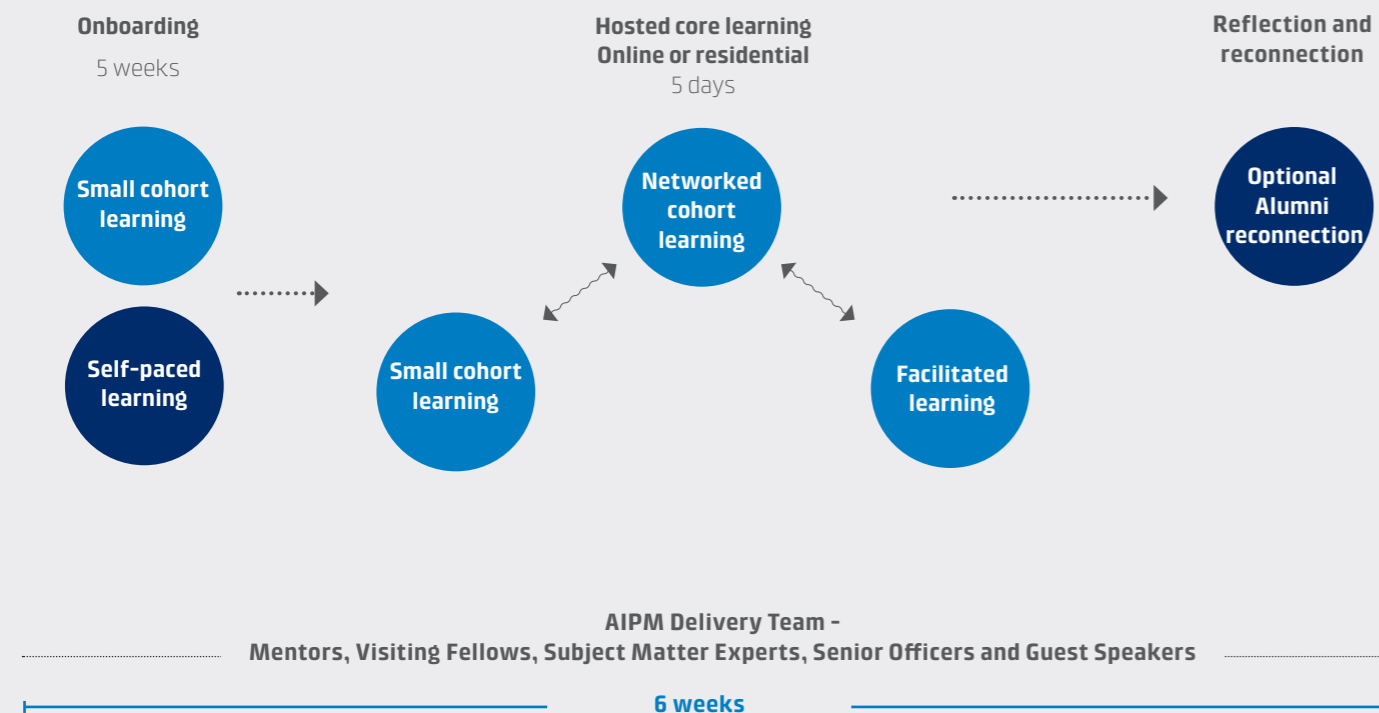 Onboarding
5 weeks
Small cohort
learning
Self-paced
learning
Hosted core learning
Online or residential
5 days
Networked
cohort
learning
Small cohort
learning
Facilitated
learning
Reflection and
reconnection
Optional
Alumni
reconnection
AIPM Delivery Team -
Mentors, Visiting Fellows, Subject Matter Experts, Senior Officers and Guest Speakers
6 weeks